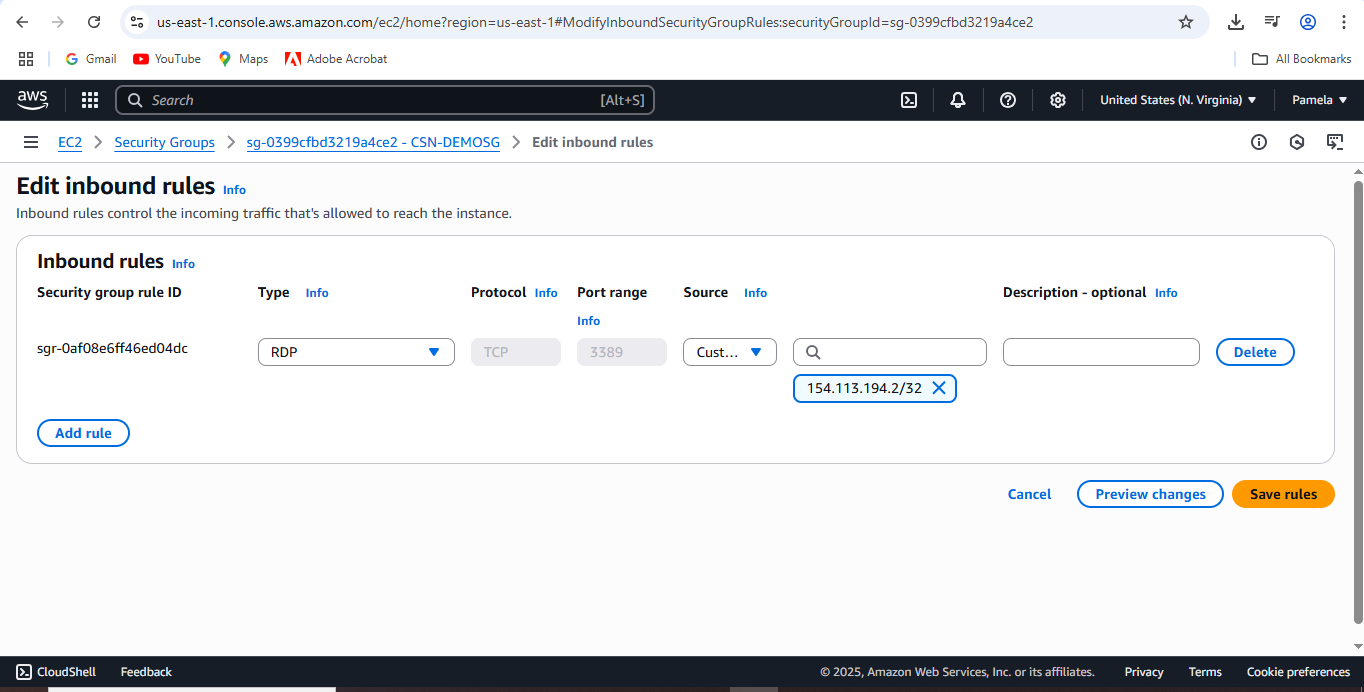 us-east-1.console.aws.amazon.com/ec2/home?region=us-east-1#ModifyInboundSecurityGroupRules:securityGroupId=sg-0399cfbd3219a4ce2
Gmail YouTube Maps Adobe Acrobat All Bookmarks
aws Search [Alt+S] United States (N. Virginia) Pamela
EC2 Security Groups sg-0399cfbd3219a4ce2 - CSN-DEMOSG Edit inbound rules
Edit inbound rules Info
Inbound rules control the incoming traffic that's allowed to reach the instance.
Inbound rules Info
Security group rule ID Type Info Protocol Info Port range Source Info Description - optional Info
Info
sgr-0af08e6ff46ed04dc RDP TCP 3389 Cust... Delete
154.113.194.2/32
Add rule
Cancel Preview changes Save rules
CloudShell Feedback © 2025, Amazon Web Services, Inc. or its affiliates. Privacy Terms Cookie preferences